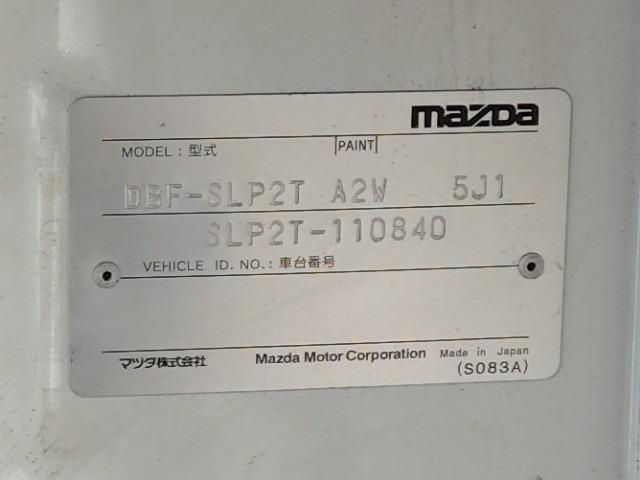 mazda
MODEL : 型式 PAINT
DBF-SLP2T A2W 5J1
SLP2T-110840
VEHICLE ID. NO. : 車台番号
マツダ株式会社 Mazda Motor Corporation Made in Japan
(S083A)